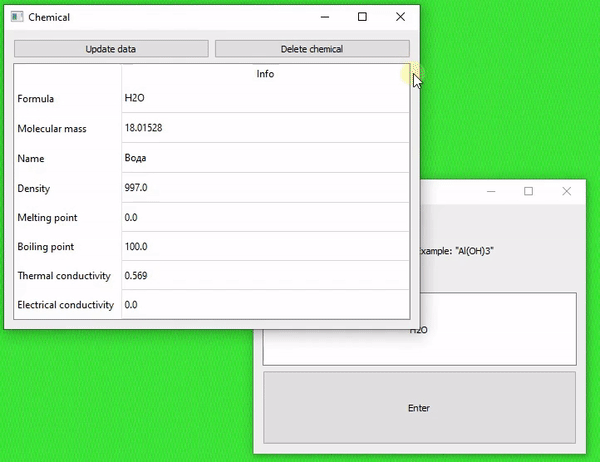 Chemical
Update data
Delete chemical
Info
Formula H2O
Molecular mass 18.01528
Name Вода
Density 997.0
Melting point 0.0
Boiling point 100.0
Thermal conductivity 0.569
Electrical conductivity 0.0
"Al(OH)3"
H2O
Enter